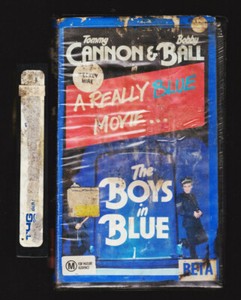 Tommy Bobby
CANNON & BALL
in
A REALLY BLUE
MOVIE...
The
BOYS
in
BLUE
M
BETA